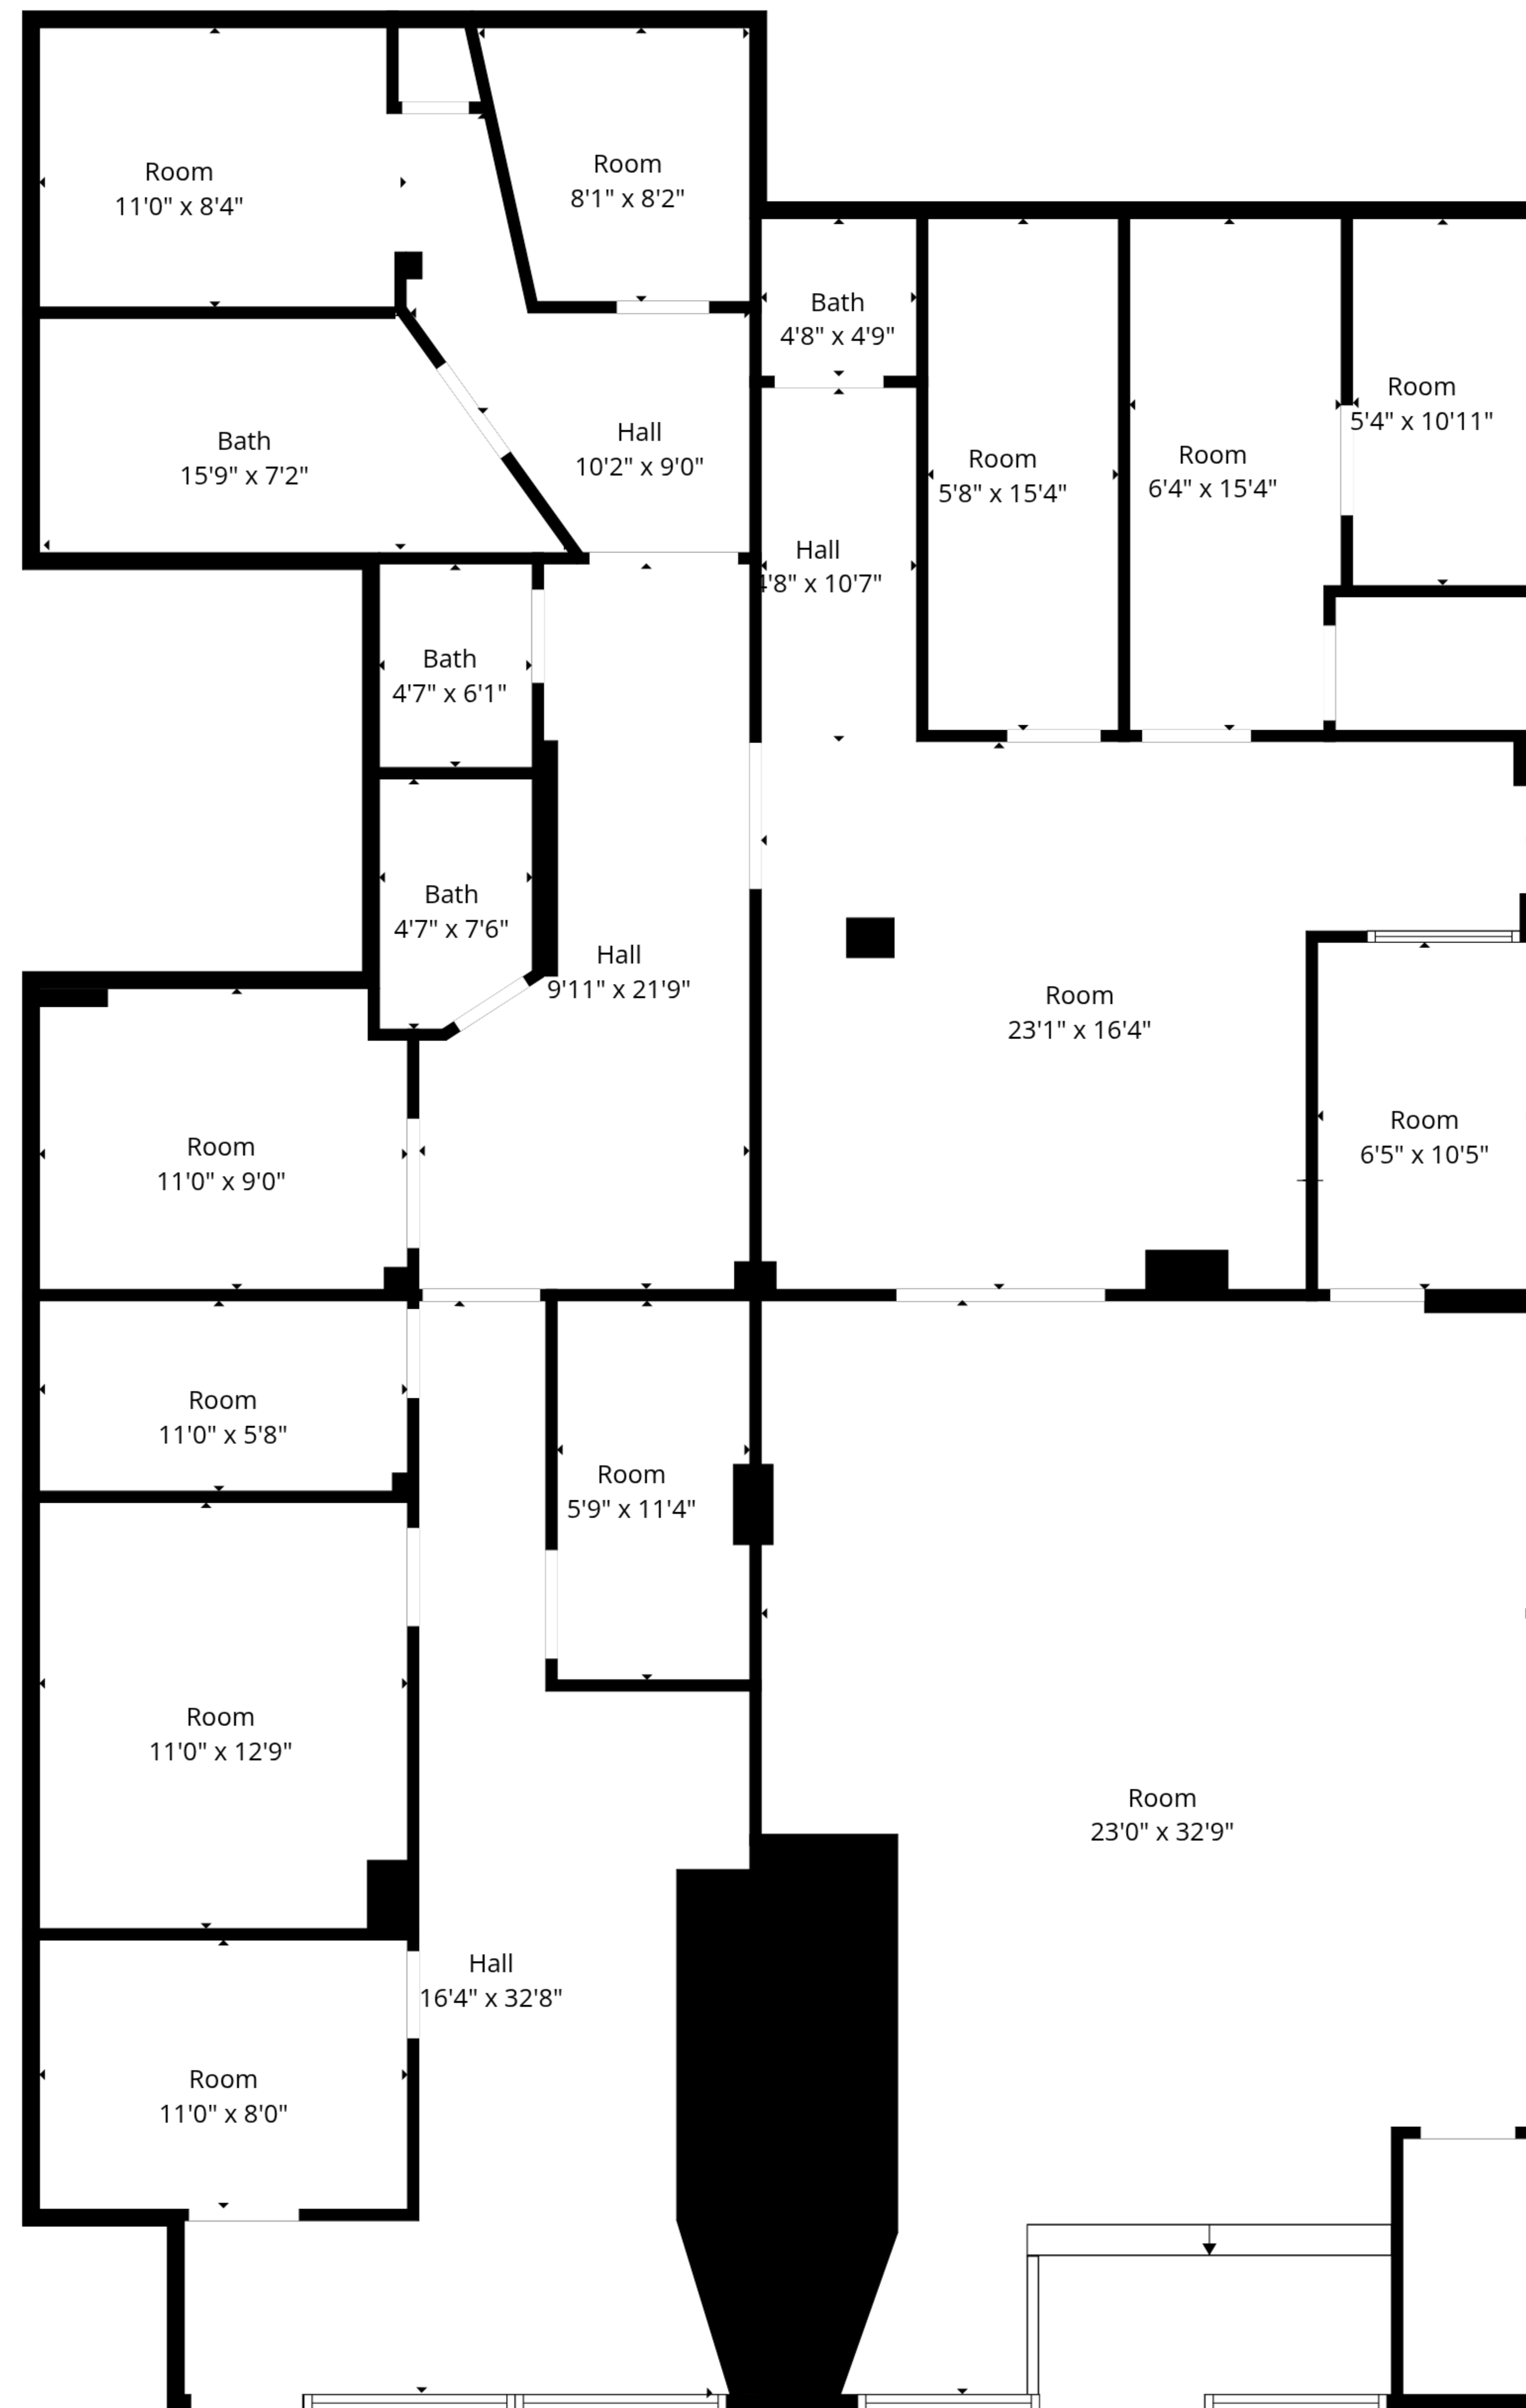 Room
8'1" x 8'2"
Room
11'0" x 8'4"
Bath
4'8" x 4'9"
Room
5'4" x 10'11"
Hall
10'2" x 9'0"
Bath
15'9" x 7'2"
Room
6'4" x 15'4"
Room
5'8" x 15'4"
Hall
4'8" x 10'7"
Bath
4'7" x 6'1"
Bath
4'7" x 7'6"
Hall
9'11" x 21'9"
Room
23'1" x 16'4"
Room
6'5" x 10'5"
Room
11'0" x 9'0"
Room
11'0" x 5'8"
Room
5'9" x 11'4"
Room
11'0" x 12'9"
Room
23'0" x 32'9"
Hall
16'4" x 32'8"
Room
11'0" x 8'0"